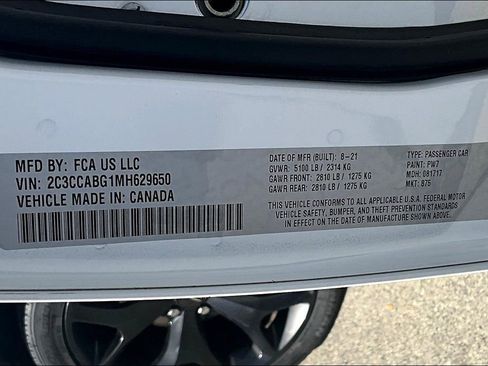 MFD BY: FCA US LLC
VIN: 2C3CCABG1MH629650
VEHICLE MADE IN: CANADA
DATE OF MFR (BUILT): 8-21
GVWR: 5100 LB / 2314 KG
GAWR FRONT: 2810 LB / 1275 KG
GAWR REAR: 2810 LB / 1275 KG
TYPE: PASSENGER CAR
PAINT: PW7
MDH: 081717
MKT: 875
THIS VEHICLE CONFORMS TO ALL APPLICABLE U.S.A. FEDERAL MOTOR
VEHICLE SAFETY, BUMPER, AND THEFT PREVENTION STANDARDS
IN EFFECT ON THE DATE OF MANUFACTURE SHOWN ABOVE.